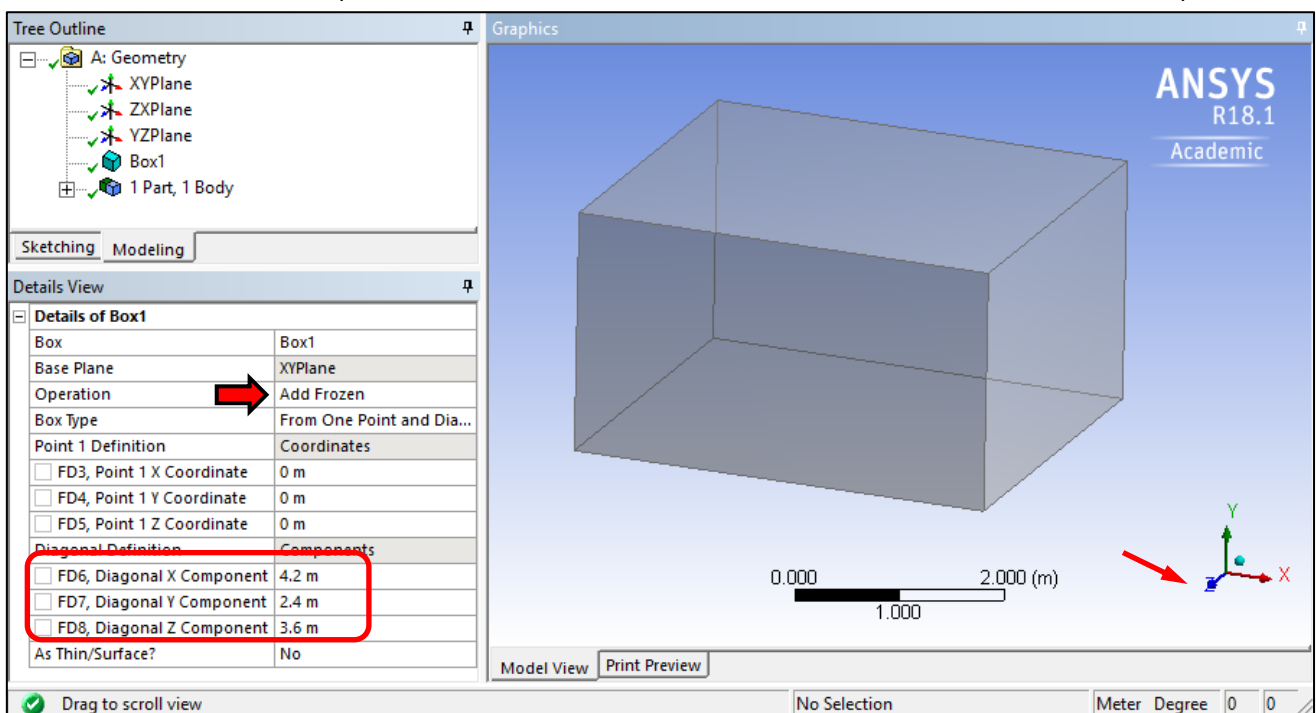 Tree Outline
Graphics
A: Geometry
XYPlane
ZXPlane
YZPlane
Box1
1 Part, 1 Body
Sketching Modeling
Details View
Details of Box1
Box Box1
Base Plane XYPlane
Operation Add Frozen
Box Type From One Point and Dia...
Point 1 Definition Coordinates
FD3, Point 1 X Coordinate 0 m
FD4, Point 1 Y Coordinate 0 m
FD5, Point 1 Z Coordinate 0 m
Diagonal Definition Components
FD6, Diagonal X Component 4.2 m
FD7, Diagonal Y Component 2.4 m
FD8, Diagonal Z Component 3.6 m
As Thin/Surface? No
ANSYS
R18.1
Academic
Y
X
Z
0.000 2.000 (m)
1.000
Model View Print Preview
Drag to scroll view No Selection Meter Degree 0 0